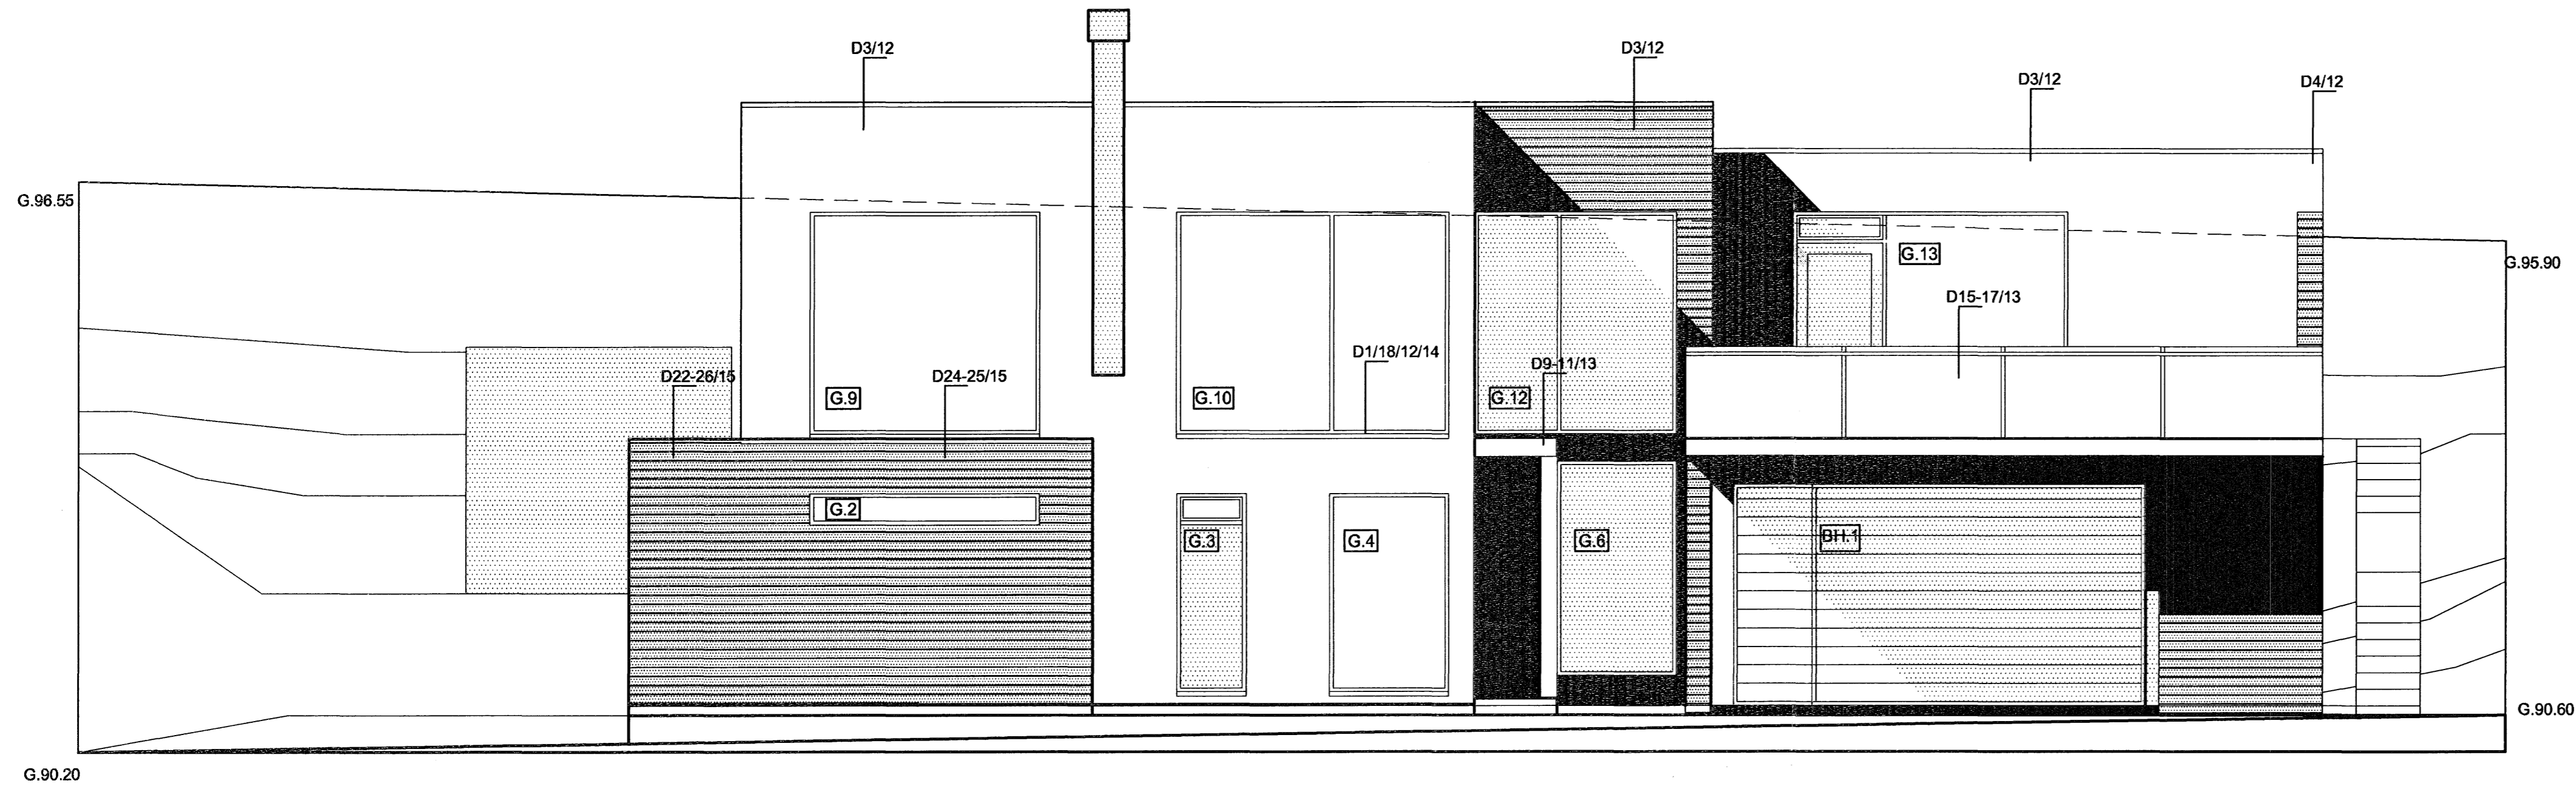 D3/12
D3/12
D3/12
D4/12
G.96.55
G.13
G.95.90
D15-17/13
D1/18/12/14
D9-11/13
D22-26/15
D24-25/15
G.9
G.10
G.12
G.2
G.3
G.4
G.6
BH.1
G.90.60
G.90.20